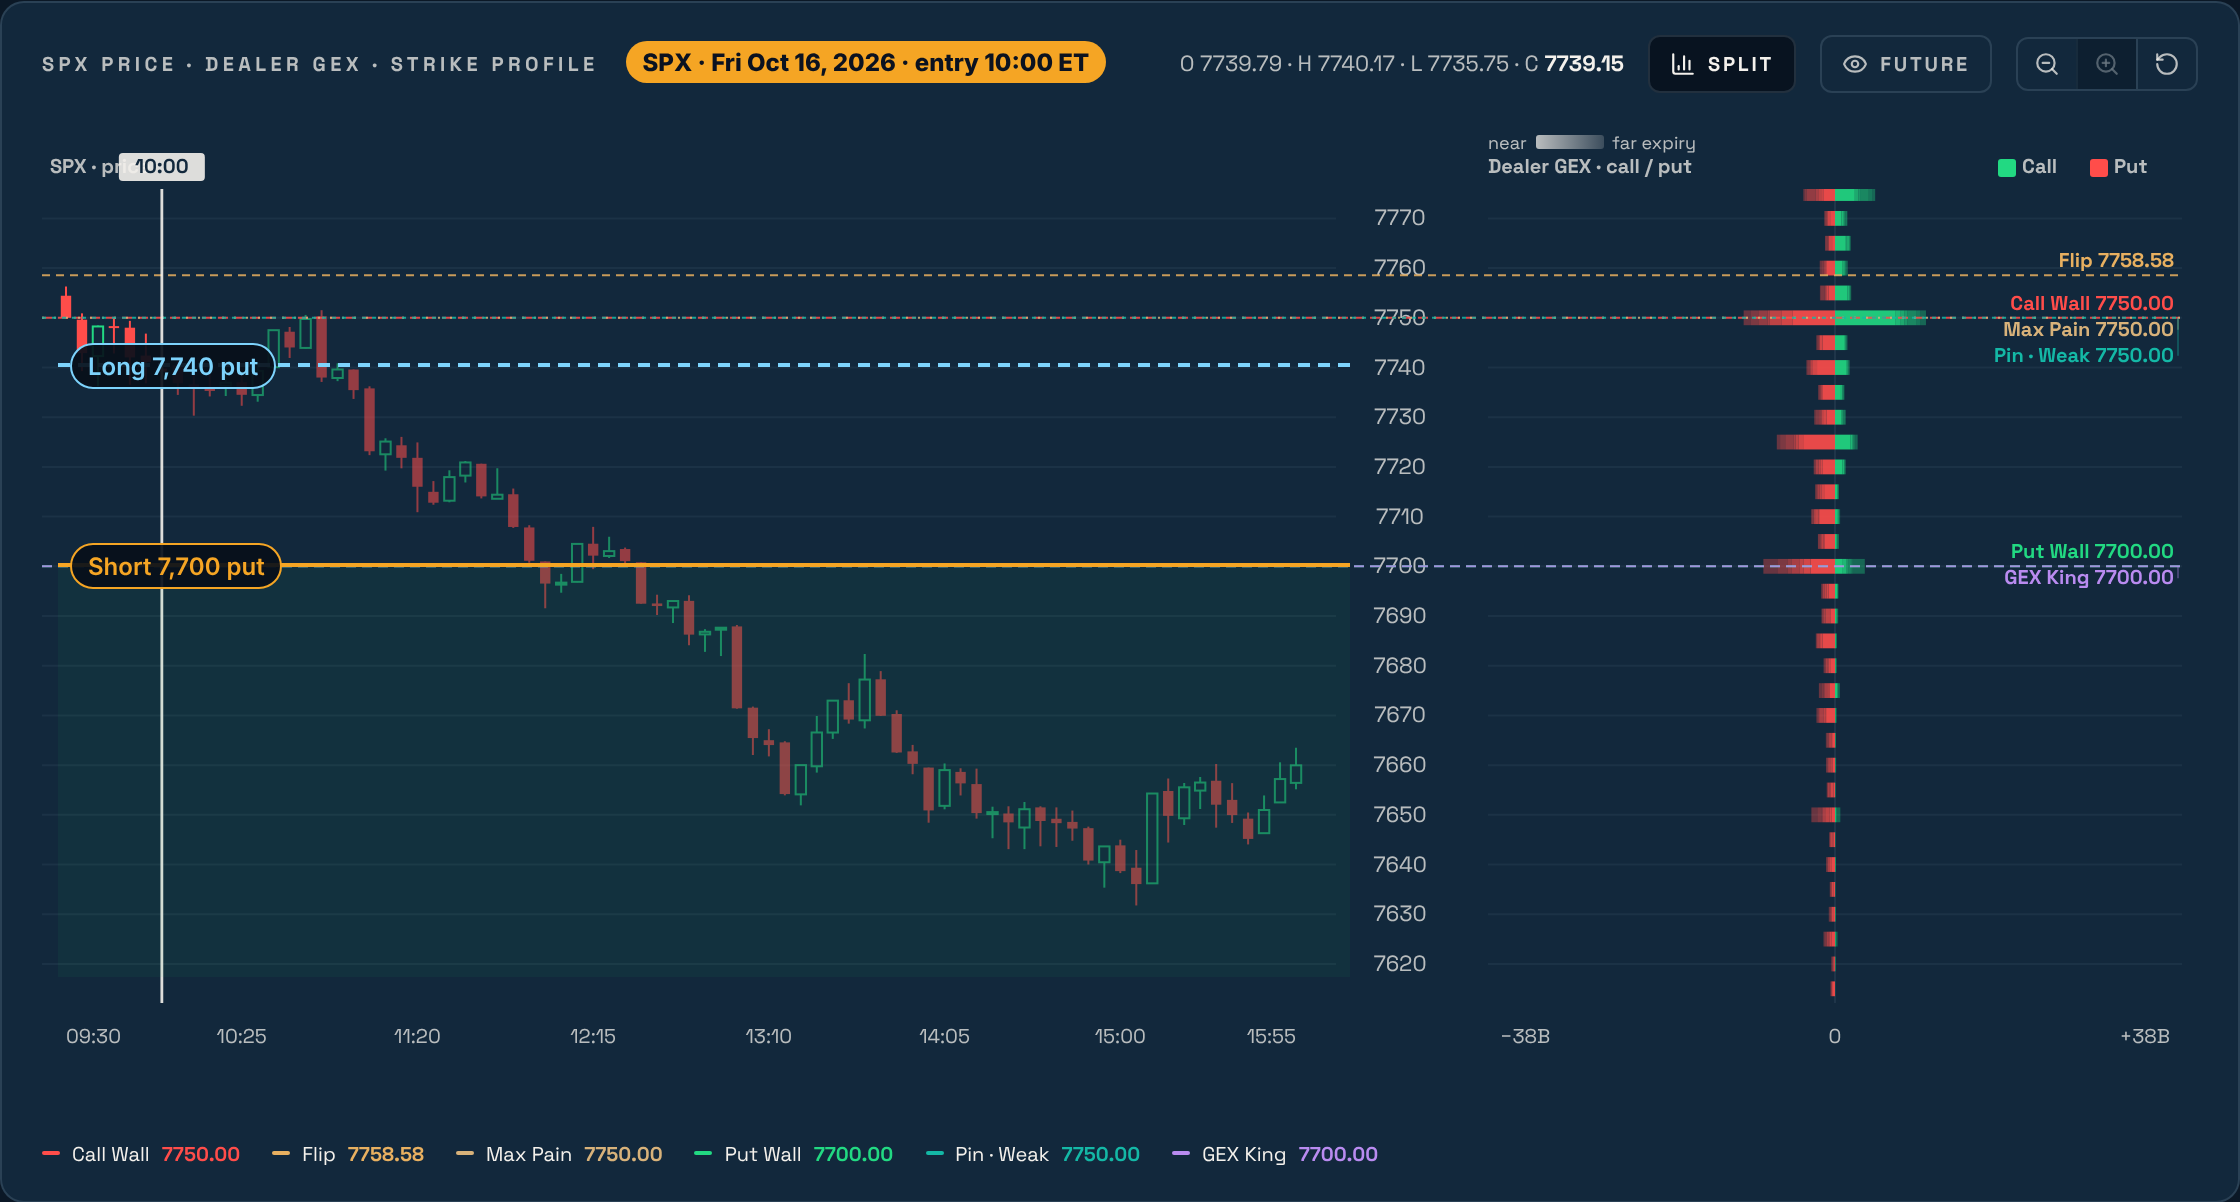 SPX PRICE · DEALER GEX · STRIKE PROFILE
SPX · Fri Oct 16, 2026 · entry 10:00 ET
O 7739.79 · H 7740.17 · L 7735.75 · C 7739.15
SPLIT
FUTURE
near
far expiry
SPX · pri
10:00
Dealer GEX · call / put
Call
Put
7770
7760
7750
7740
7730
7720
7710
7700
7690
7680
7670
7660
7650
7640
7630
7620
Long 7,740 put
Short 7,700 put
Flip 7758.58
Call Wall 7750.00
Max Pain 7750.00
Pin · Weak 7750.00
Put Wall 7700.00
GEX King 7700.00
09:30
10:25
11:20
12:15
13:10
14:05
15:00
15:55
−38B
0
+38B
Call Wall 7750.00
Flip 7758.58
Max Pain 7750.00
Put Wall 7700.00
Pin · Weak 7750.00
GEX King 7700.00